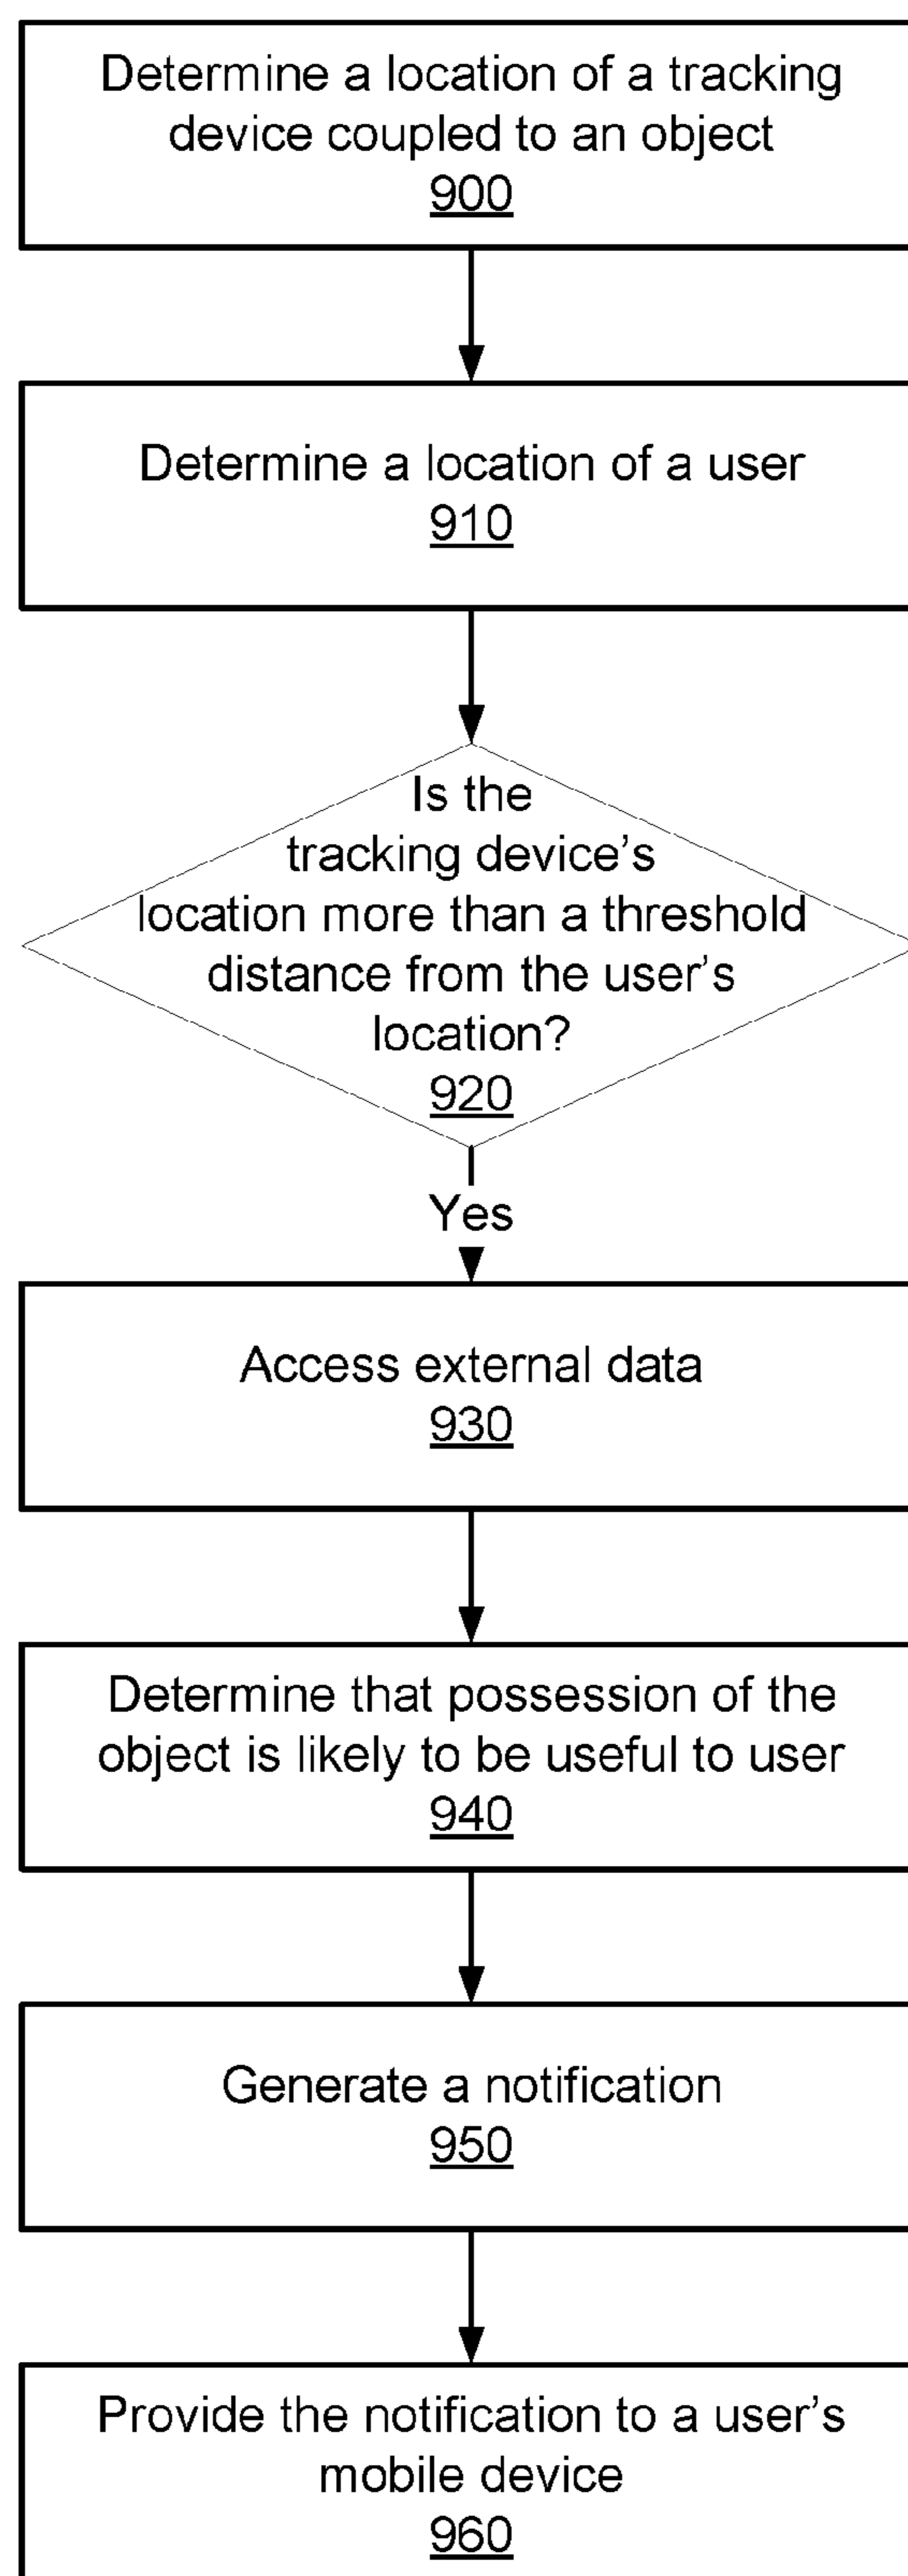 Determine a location of a tracking
device coupled to an object
900
Determine a location of a user
910
Is the
tracking device’s
location more than a threshold
distance from the user’s
location?
920
Yes
Access external data
930
Determine that possession of the
object is likely to be useful to user
940
Generate a notification
950
Provide the notification to a user’s
mobile device
960